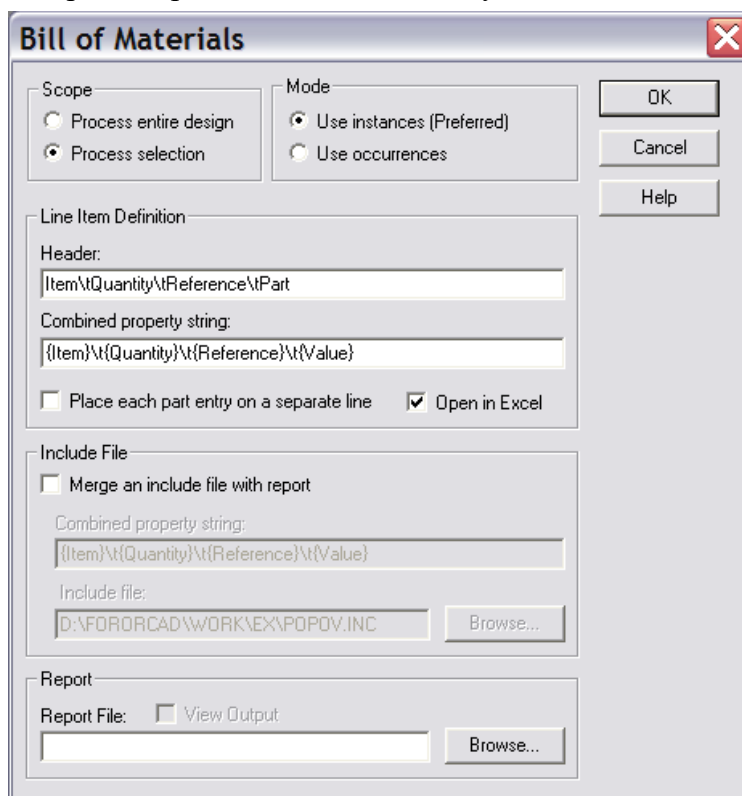 Bill of Materials
Scope
Process entire design
Process selection
Mode
Use instances (Preferred)
Use occurrences
OK
Cancel
Help
Line Item Definition
Header:
Item\tQuantity\tReference\tPart
Combined property string:
{Item}\t{Quantity}\t{Reference}\t{Value}
Place each part entry on a separate line
Open in Excel
Include File
Merge an include file with report
Combined property string:
{Item}\t{Quantity}\t{Reference}\t{Value}
Include file:
D:\FORORCAD\WORK\EX\POPOV.INC
Browse...
Report
Report File:
View Output
Browse...